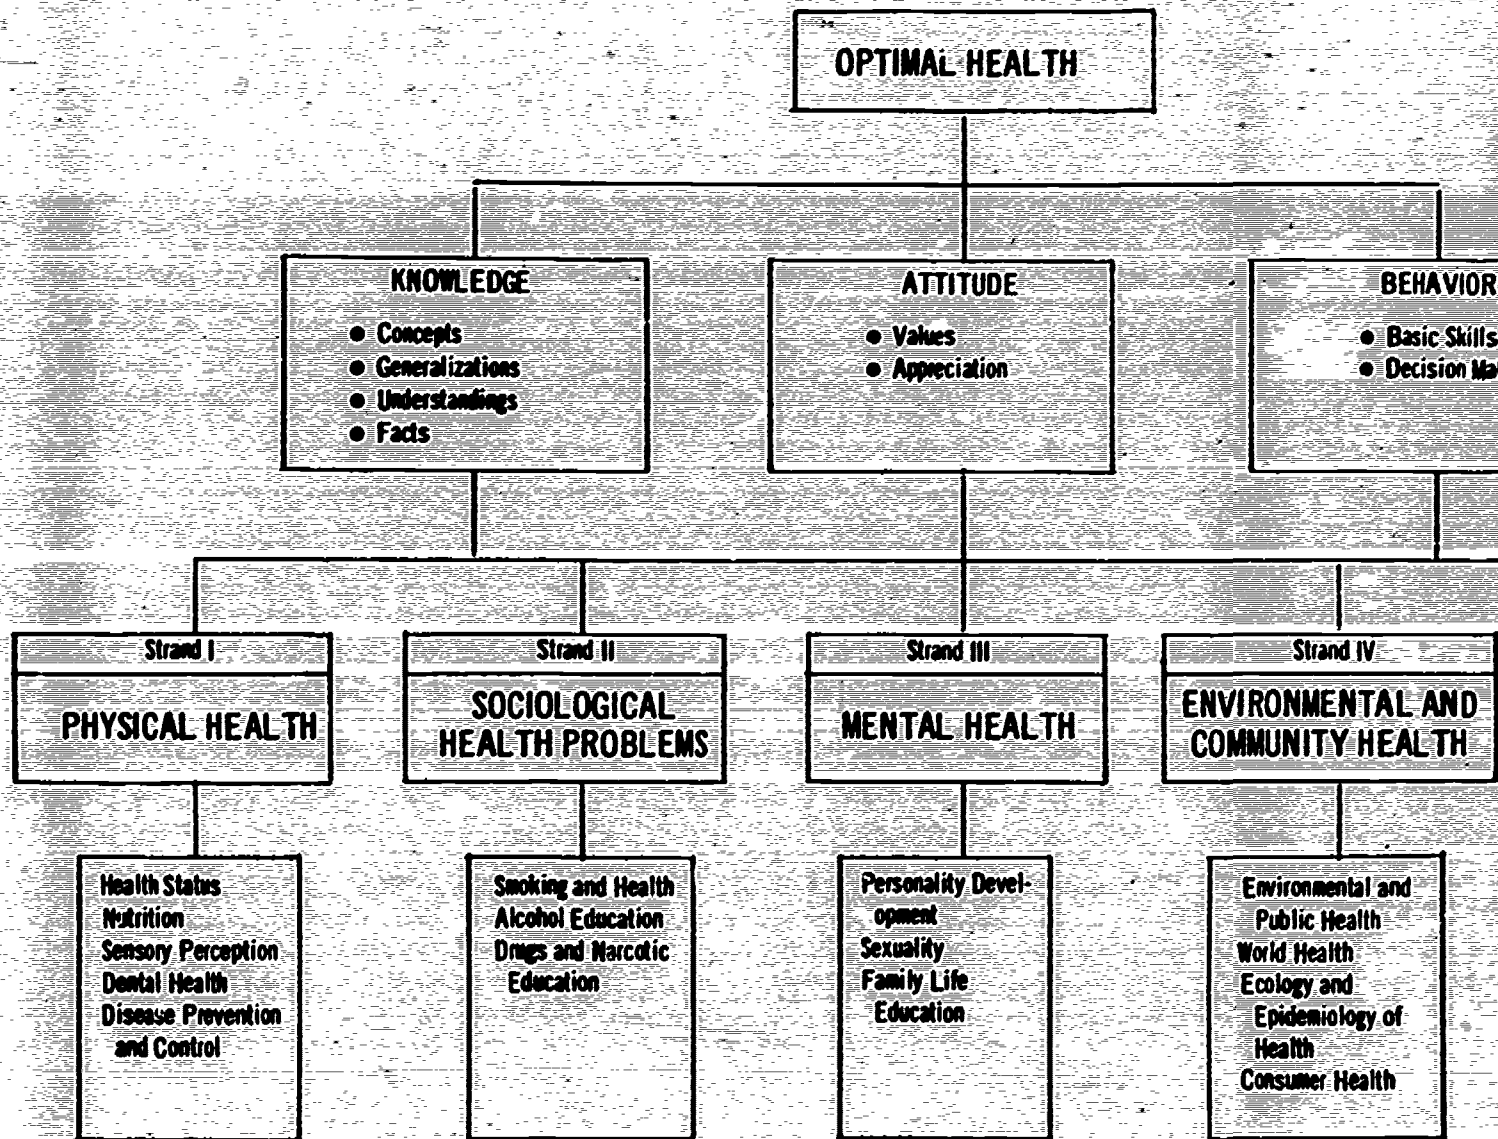 OPTIMAL HEALTH
KNOWLEDGE
● Concepts
● Generalizations
● Understandings
● Facts
ATTITUDE
● Values
● Appreciation
BEHAVIOR
● Basic Skills
● Decision
Strand I
PHYSICAL HEALTH
Health Status
Nutrition
Sensory Perception
Dental Health
Disease Prevention
and Control
Strand II
SOCIOLOGICAL
HEALTH PROBLEMS
Smoking and Health
Alcohol Education
Drugs and Narcotic
Education
Strand III
MENTAL HEALTH
Personality Devel-
opment
Sexuality
Family Life
Education
Strand IV
ENVIRONMENTAL AND
COMMUNITY HEALTH
Environmental and
Public Health
World Health
Ecology and
Epidemiology of
Health
Consumer Health